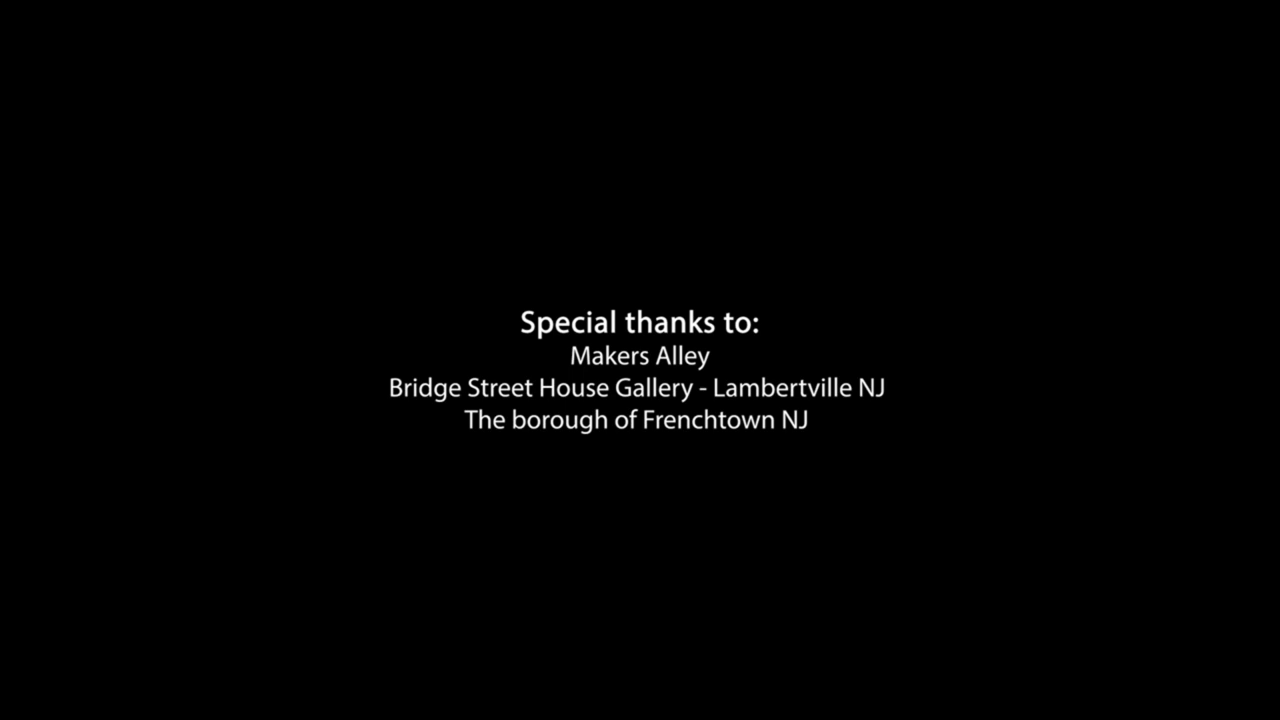 Special thanks to:
Makers Alley
Bridge Street House Gallery - Lambertville NJ
The borough of Frenchtown NJ